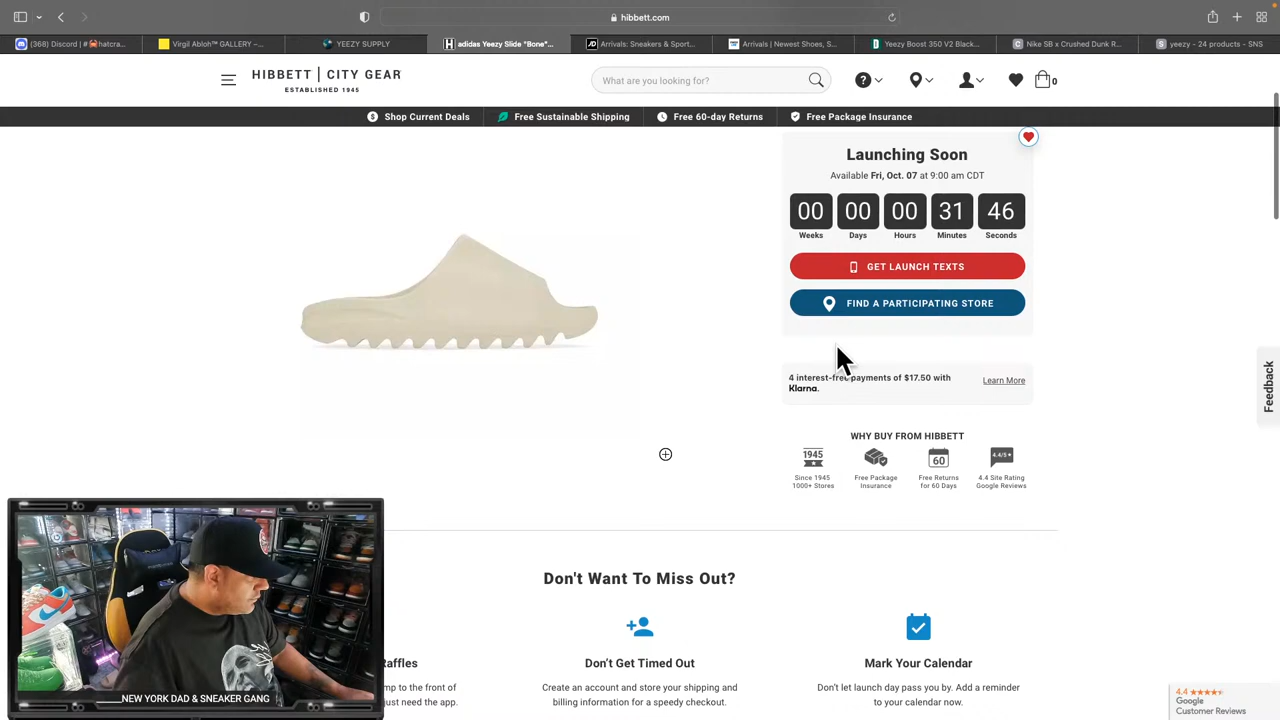 hibbett.com
(368) Discord | #🦀hatcra...
Virgil Abloh™ GALLERY –...
YEEZY SUPPLY
adidas Yeezy Slide "Bone"...
Arrivals: Sneakers & Sport...
Arrivals | Newest Shoes, S...
Yeezy Boost 350 V2 Black...
Nike SB x Crushed Dunk R...
yeezy - 24 products - SNS
HIBBETT | CITY GEAR
ESTABLISHED 1945
What are you looking for?
0
Shop Current Deals
Free Sustainable Shipping
Free 60-day Returns
Free Package Insurance
Launching Soon
Available Fri, Oct. 07 at 9:00 am CDT
00 00 00 31 46
Weeks Days Hours Minutes Seconds
GET LAUNCH TEXTS
FIND A PARTICIPATING STORE
4 interest-free payments of $17.50 with
Klarna.
Learn More
Feedback
WHY BUY FROM HIBBETT
1945
60
4.4/5
Since 1945
1000+ Stores
Free Package
Insurance
Free Returns
for 60 Days
4.4 Site Rating
Google Reviews
Don't Want To Miss Out?
Raffles
Don't Get Timed Out
Mark Your Calendar
mp to the front of
just need the app.
Create an account and store your shipping and
billing information for a speedy checkout.
Don't let launch day pass you by. Add a reminder
to your calendar now.
NEW YORK DAD & SNEAKER GANG
4.4
Google
Customer Reviews